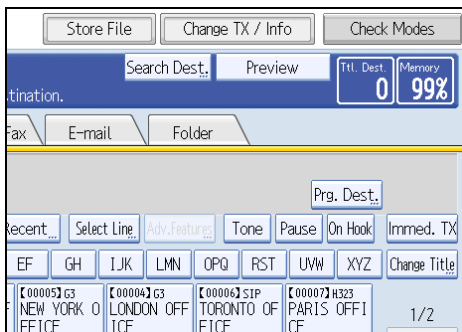 Store File Change TX / Info Check Modes
Search Dest. Preview Ttl. Dest. Memory
tination. 0 99%
Fax E-mail Folder
Prg. Dest.
Recent Select Line Adv.Features Tone Pause On Hook Immed. TX
EF GH IJK LMN OPQ RST UVW XYZ Change Title
【00005】G3 【00004】G3 【00006】SIP 【00007】H323
NEW YORK O LONDON OFF TORONTO OF PARIS OFFI 1/2
FFICE ICE FICE CE